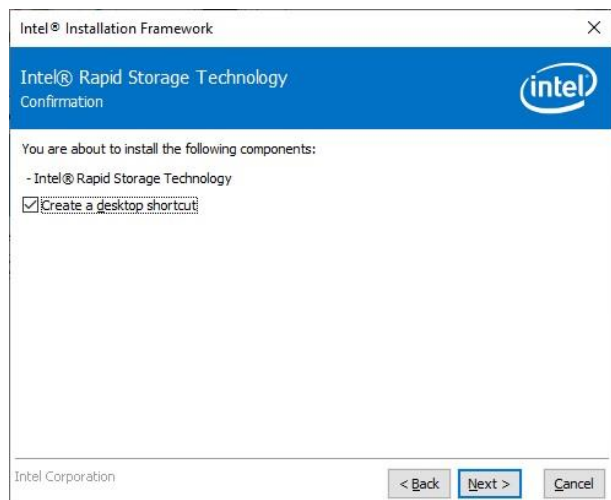 Intel® Installation Framework
Intel® Rapid Storage Technology
Confirmation
intel
You are about to install the following components:
- Intel® Rapid Storage Technology
Create a desktop shortcut
Intel Corporation
< Back
Next >
Cancel